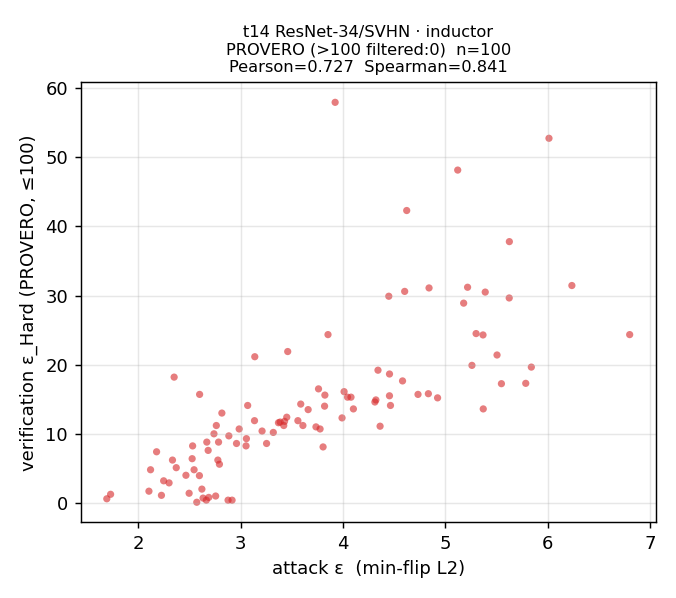 t14 ResNet-34/SVHN · inductor
PROVERO (>100 filtered:0)  n=100
Pearson=0.727  Spearman=0.841
verification ε_Hard (PROVERO, ≤100)
60
50
40
30
20
10
0
2 3 4 5 6 7
attack ε  (min-flip L2)